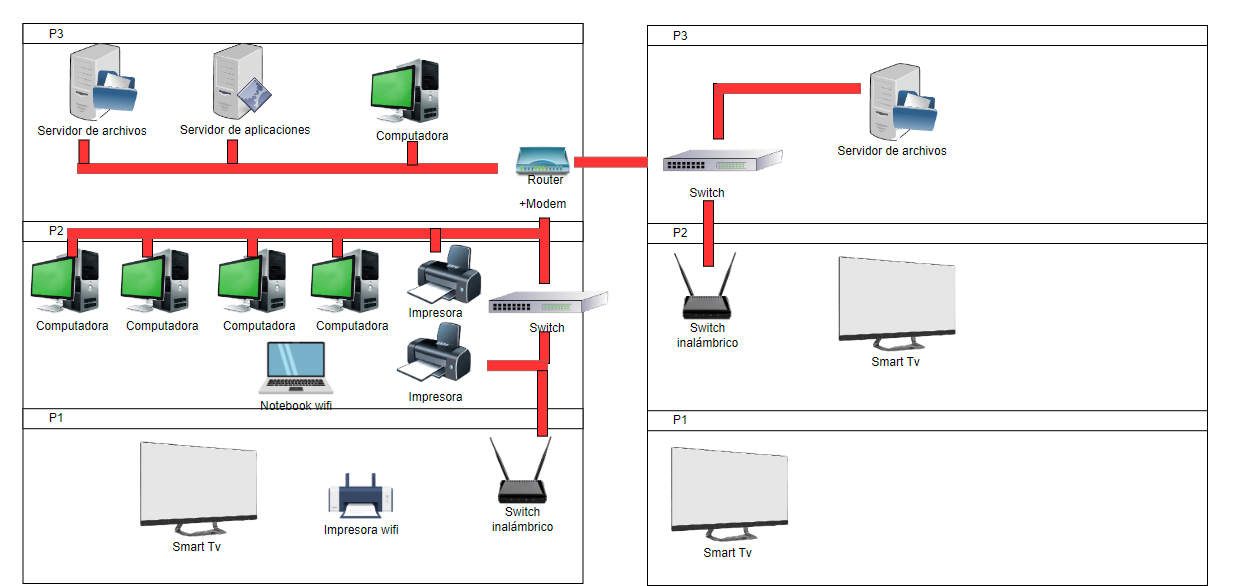 P3
Servidor de archivos
Servidor de aplicaciones
Computadora
Router
+Modem
P2
Computadora
Computadora
Computadora
Computadora
Impresora
Switch
Impresora
Notebook wifi
P1
Smart Tv
Impresora wifi
Switch
inalámbrico
P3
Servidor de archivos
Switch
P2
Switch
inalámbrico
Smart Tv
P1
Smart Tv